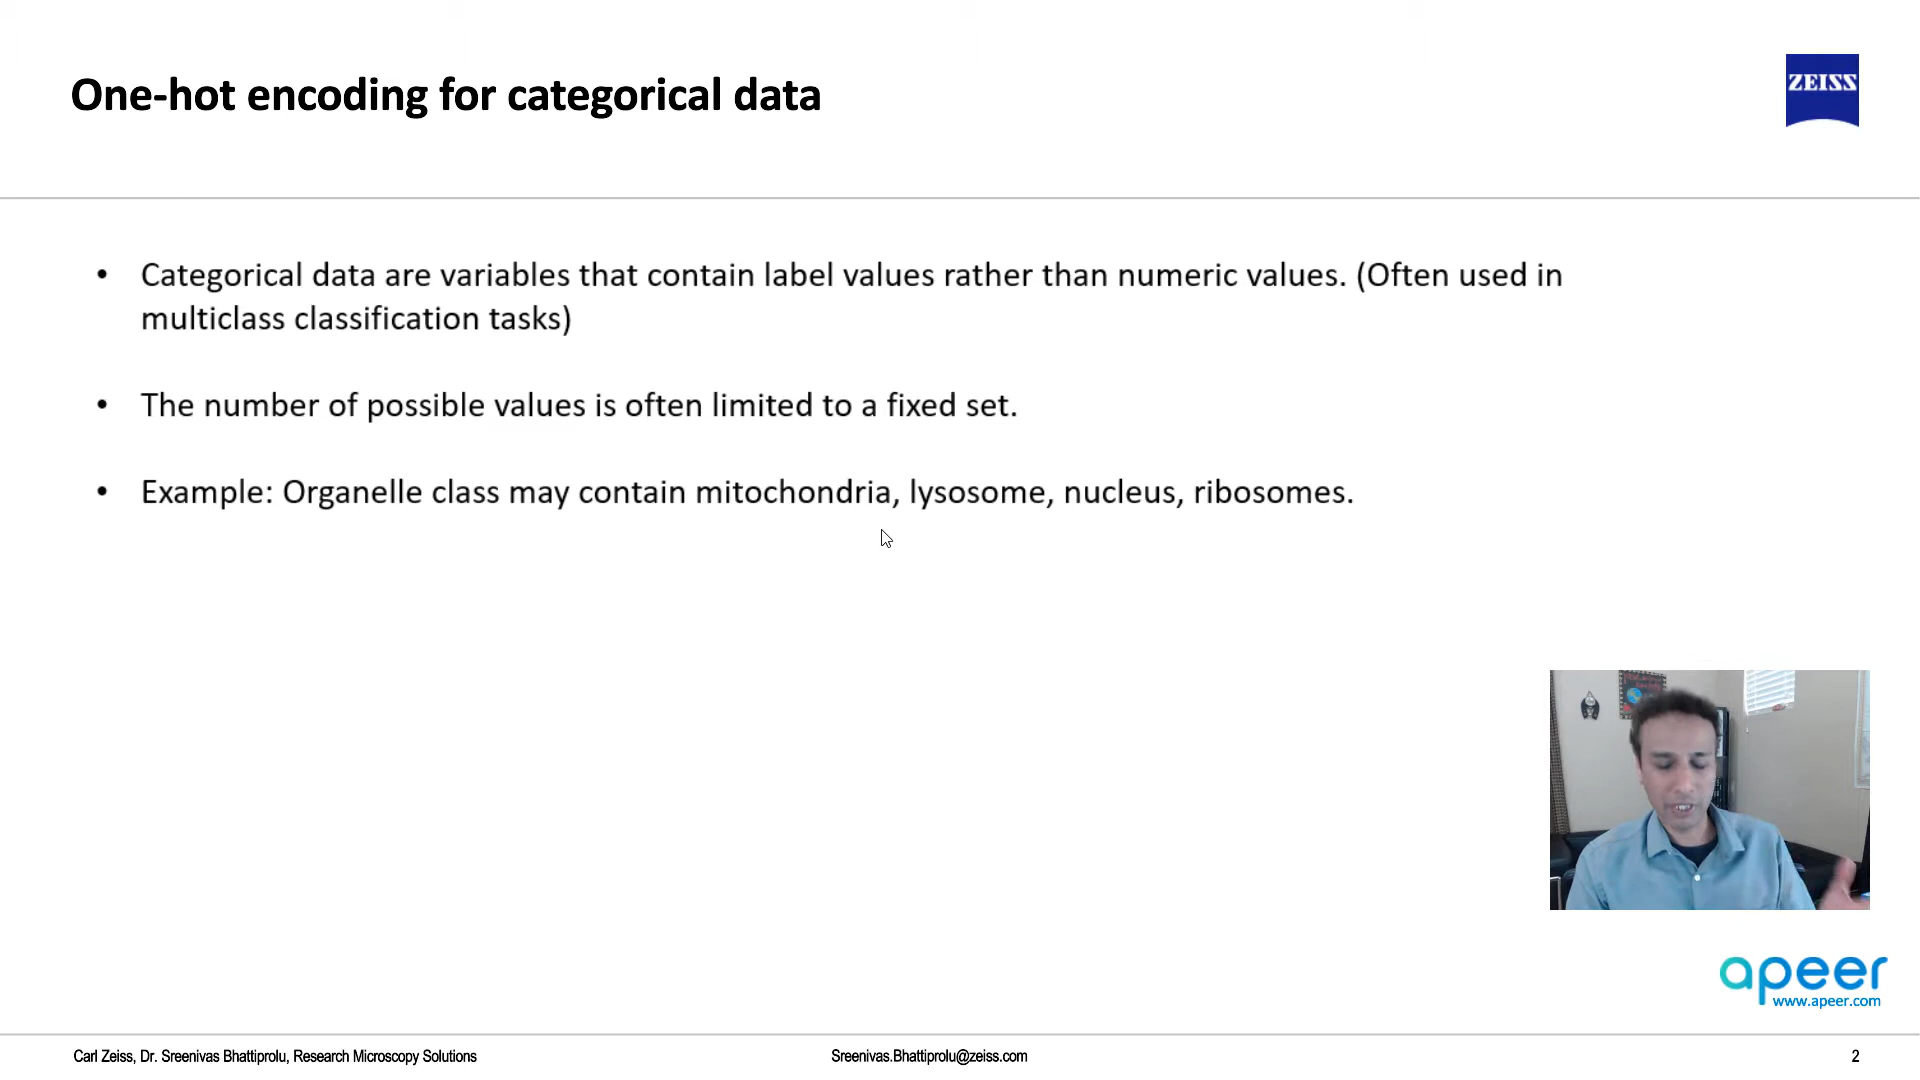 One-hot encoding for categorical data
ZEISS
• Categorical data are variables that contain label values rather than numeric values. (Often used in
multiclass classification tasks)
• The number of possible values is often limited to a fixed set.
• Example: Organelle class may contain mitochondria, lysosome, nucleus, ribosomes.
apeer
www.apeer.com
Carl Zeiss, Dr. Sreenivas Bhattiprolu, Research Microscopy Solutions
Sreenivas.Bhattiprolu@zeiss.com
2